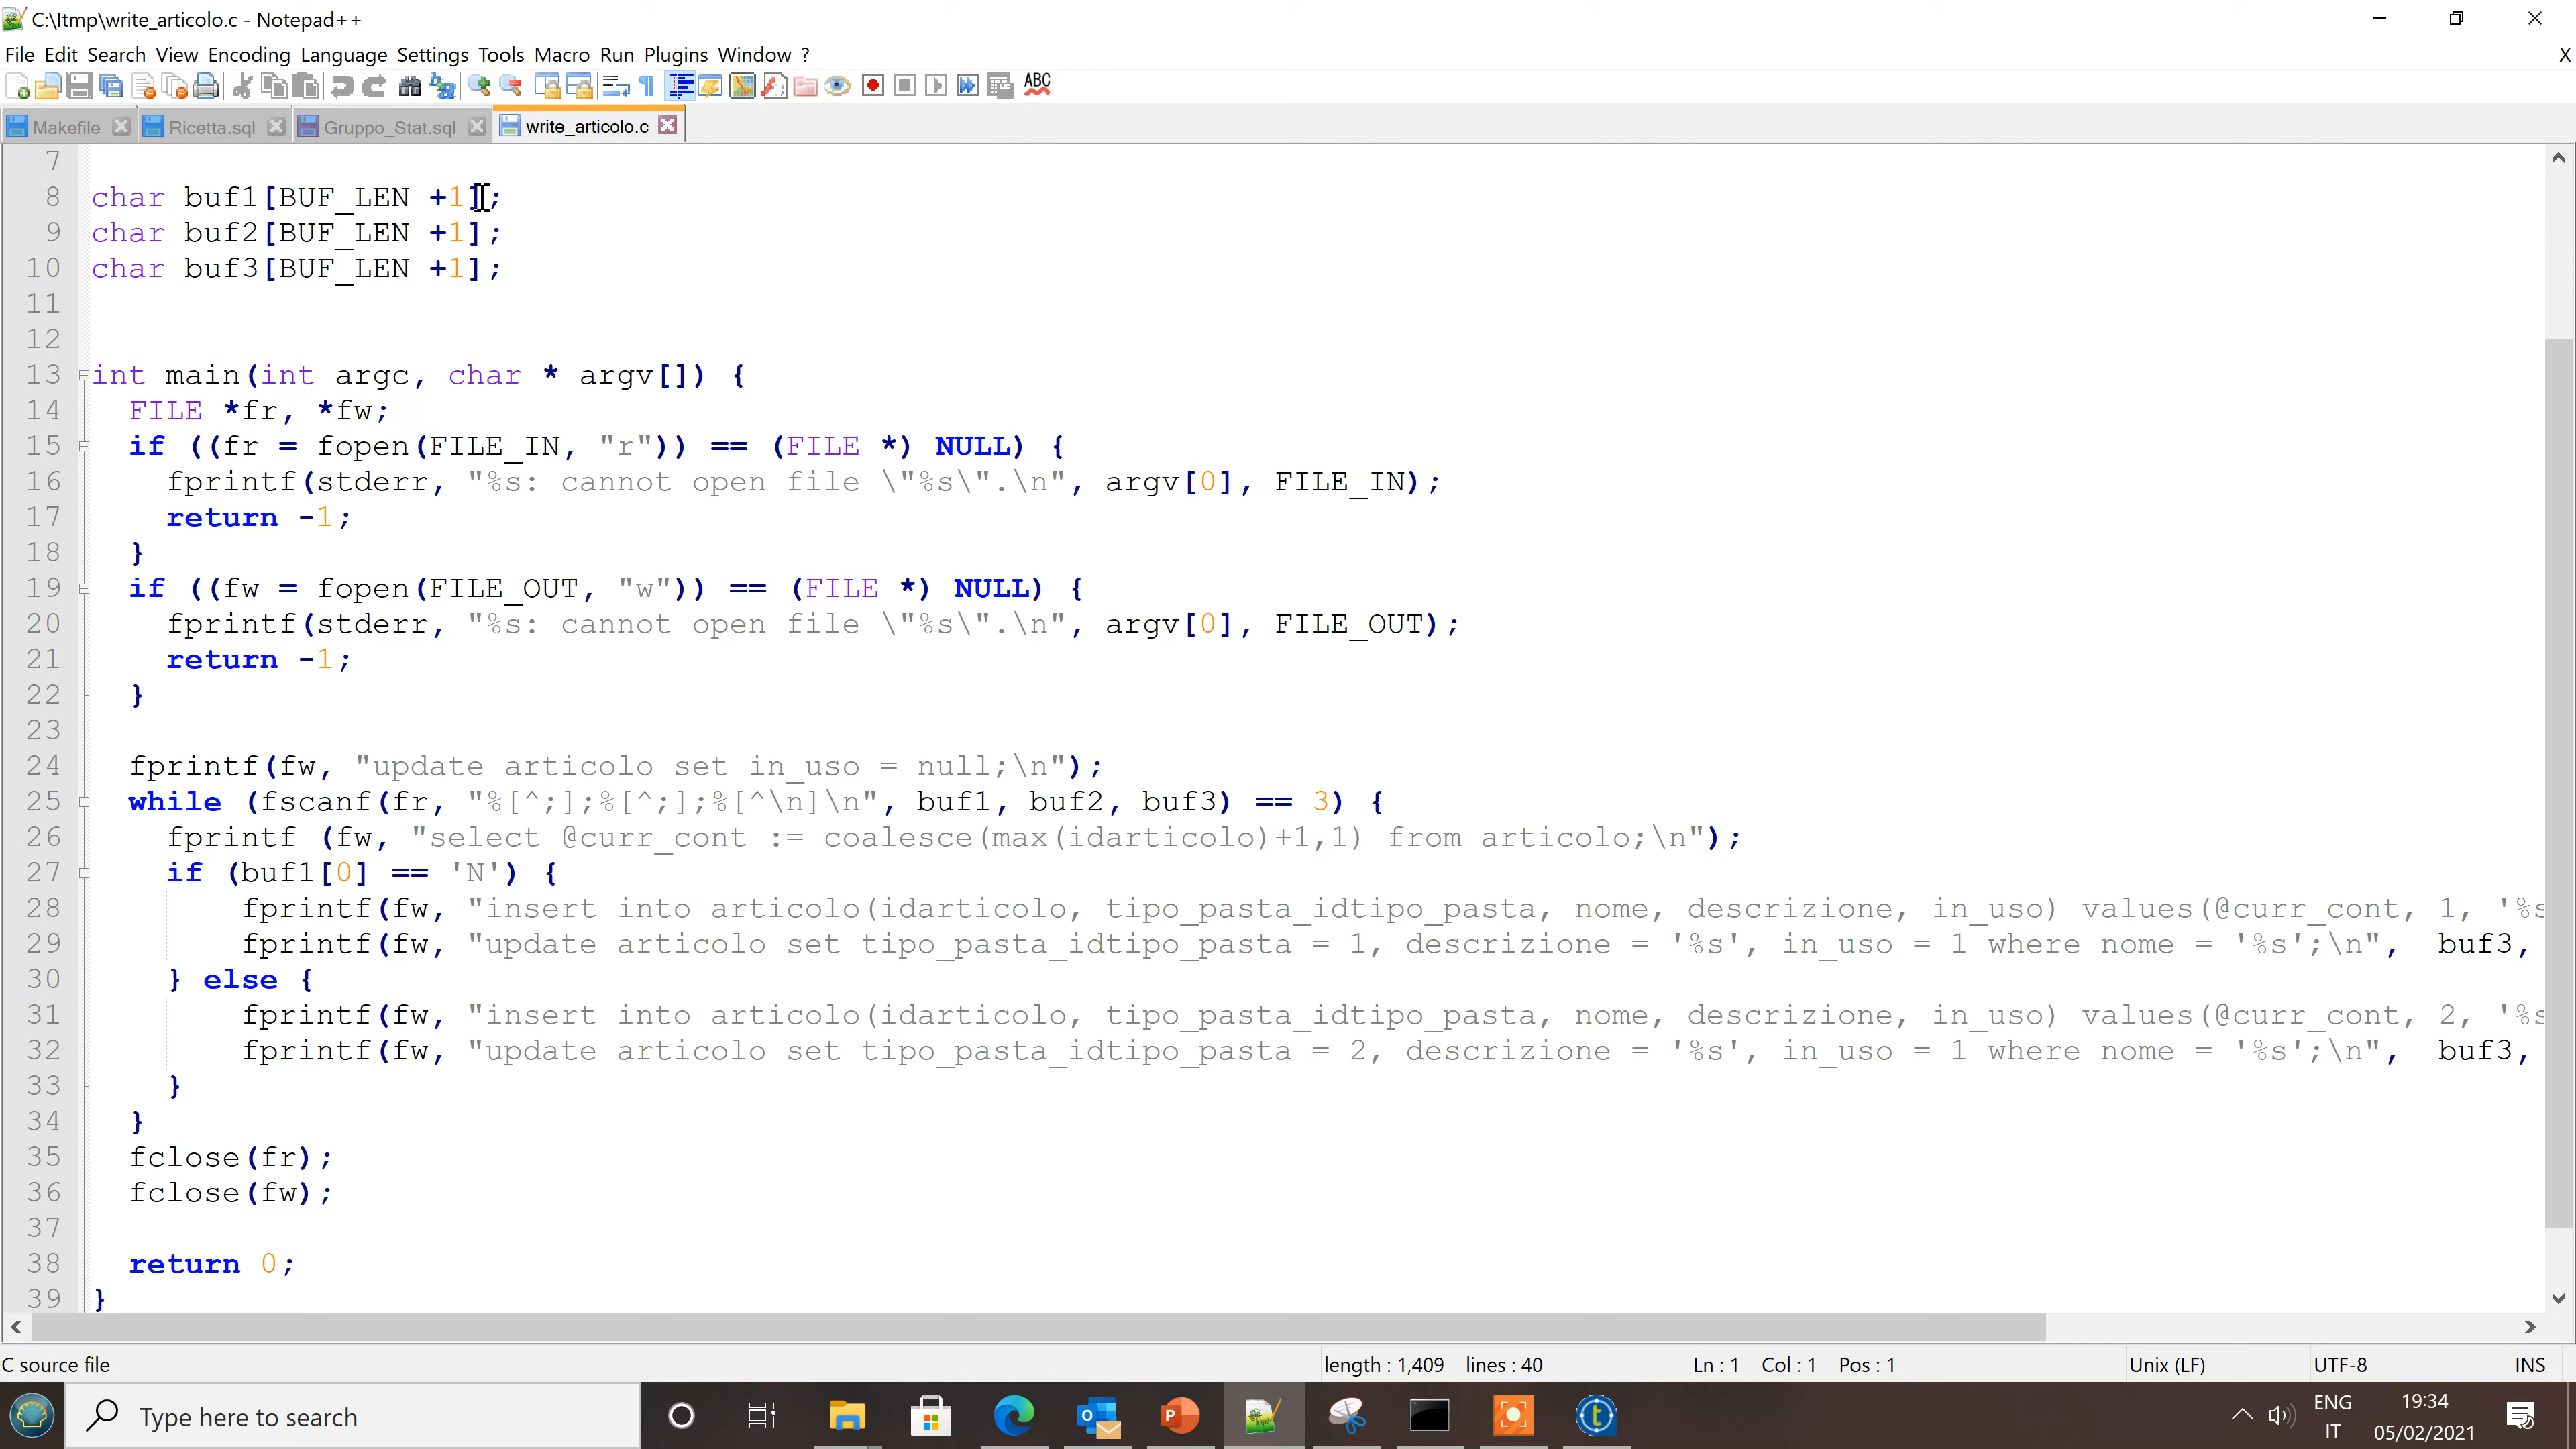 C:\Itmp\write_articolo.c - Notepad++
File Edit Search View Encoding Language Settings Tools Macro Run Plugins Window ?
X
ABC
Makefile Ricetta.sql Gruppo_Stat.sql write_articolo.c
7
8 char buf1[BUF_LEN +1];
9 char buf2[BUF_LEN +1];
10 char buf3[BUF_LEN +1];
11
12
13 int main(int argc, char * argv[]) {
14 FILE *fr, *fw;
15 if ((fr = fopen(FILE_IN, "r")) == (FILE *) NULL) {
16 fprintf(stderr, "%s: cannot open file \"%s\".\n", argv[0], FILE_IN);
17 return -1;
18 }
19 if ((fw = fopen(FILE_OUT, "w")) == (FILE *) NULL) {
20 fprintf(stderr, "%s: cannot open file \"%s\".\n", argv[0], FILE_OUT);
21 return -1;
22 }
23
24 fprintf(fw, "update articolo set in_uso = null;\n");
25 while (fscanf(fr, "%[^;];%[^;];%[^\n]\n", buf1, buf2, buf3) == 3) {
26 fprintf (fw, "select @curr_cont := coalesce(max(idarticolo)+1,1) from articolo;\n");
27 if (buf1[0] == 'N') {
28 fprintf(fw, "insert into articolo(idarticolo, tipo_pasta_idtipo_pasta, nome, descrizione, in_uso) values(@curr_cont, 1, '%s
29 fprintf(fw, "update articolo set tipo_pasta_idtipo_pasta = 1, descrizione = '%s', in_uso = 1 where nome = '%s';\n", buf3,
30 } else {
31 fprintf(fw, "insert into articolo(idarticolo, tipo_pasta_idtipo_pasta, nome, descrizione, in_uso) values(@curr_cont, 2, '%s
32 fprintf(fw, "update articolo set tipo_pasta_idtipo_pasta = 2, descrizione = '%s', in_uso = 1 where nome = '%s';\n", buf3,
33 }
34 }
35 fclose(fr);
36 fclose(fw);
37
38 return 0;
39 }
C source file length : 1,409 lines : 40 Ln : 1 Col : 1 Pos : 1 Unix (LF) UTF-8 INS
Type here to search
ENG
IT
19:34
05/02/2021